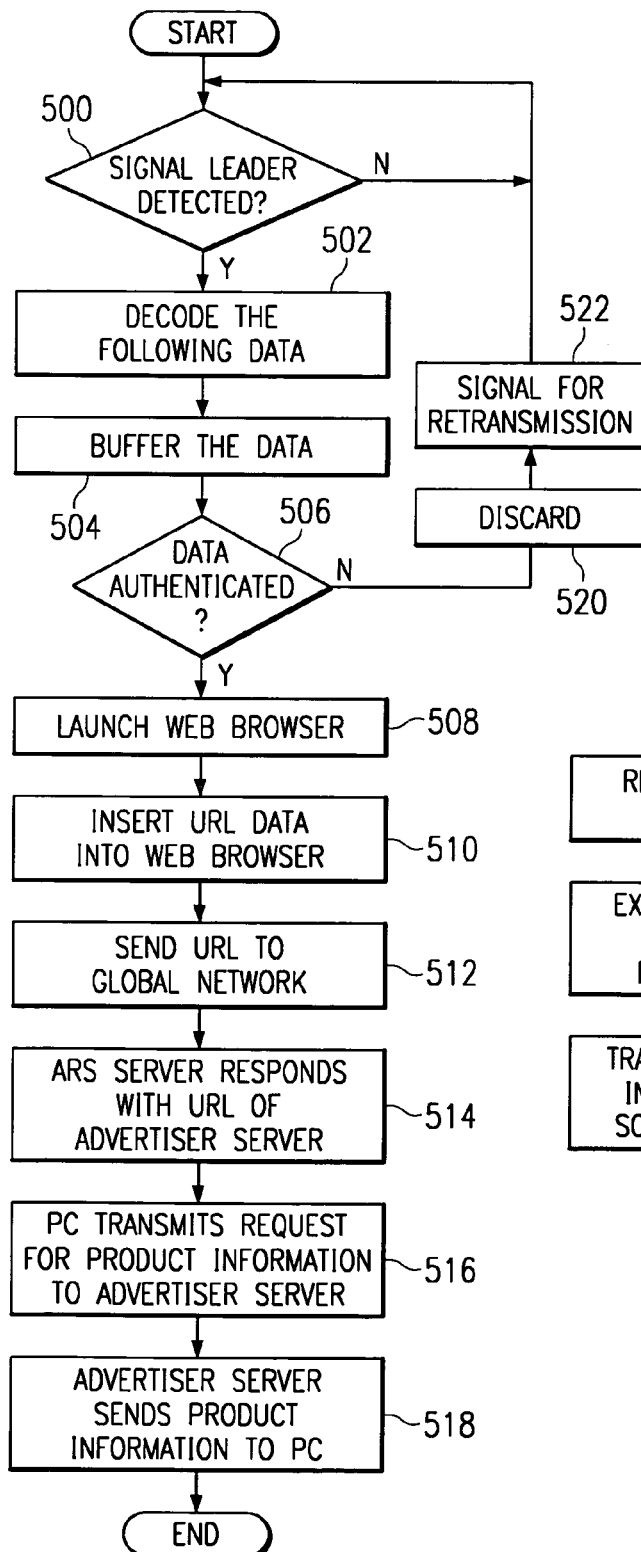 START
500
SIGNAL LEADER
DETECTED?
N
Y
502
DECODE THE
FOLLOWING DATA
522
SIGNAL FOR
RETRANSMISSION
BUFFER THE DATA
504
506
DISCARD
520
DATA
AUTHENTICATED
?
N
Y
LAUNCH WEB BROWSER
508
INSERT URL DATA
INTO WEB BROWSER
510
SEND URL TO
GLOBAL NETWORK
512
ARS SERVER RESPONDS
WITH URL OF
ADVERTISER SERVER
514
PC TRANSMITS REQUEST
FOR PRODUCT INFORMATION
TO ADVERTISER SERVER
516
ADVERTISER SERVER
SENDS PRODUCT
INFORMATION TO PC
518
END